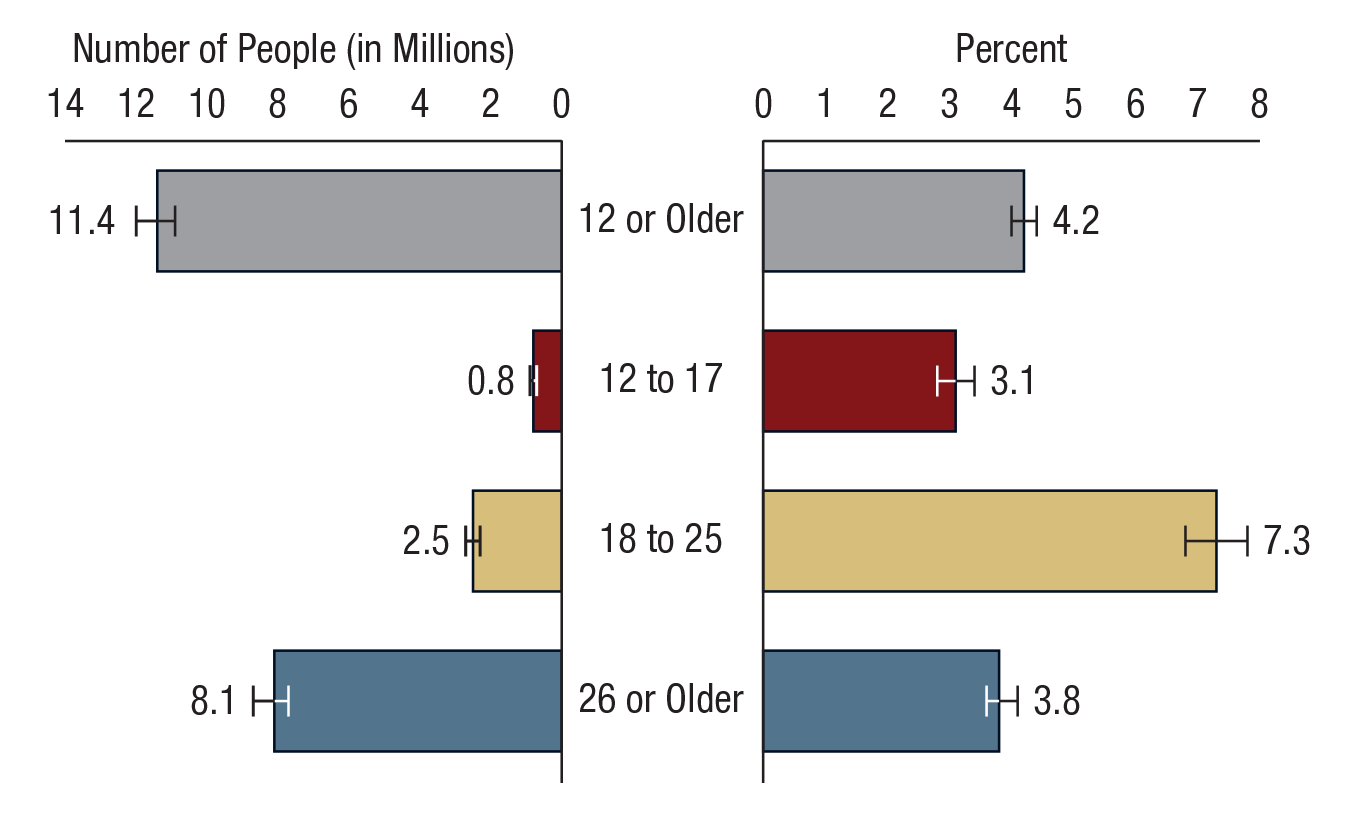 Number of People (in Millions) Percent
14 12 10 8 6 4 2 0 0 1 2 3 4 5 6 7 8
11.4 12 or Older 4.2
0.8 12 to 17 3.1
2.5 18 to 25 7.3
8.1 26 or Older 3.8